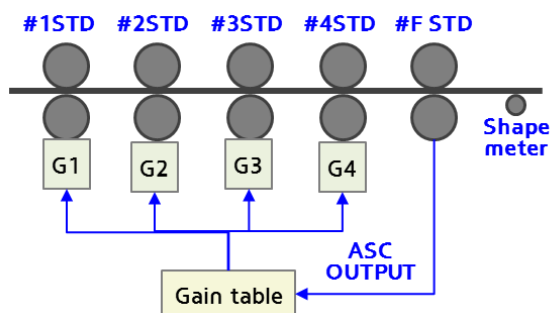 #1STD #2STD #3STD #4STD #F STD
Shape
meter
G1 G2 G3 G4
ASC
OUTPUT
Gain table